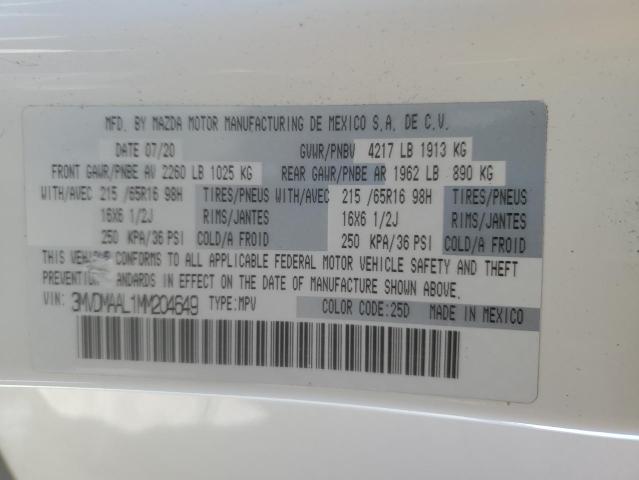 MFD. BY MAZDA MOTOR MANUFACTURING DE MEXICO S.A. DE C.V.
DATE 07/20 GVWR/PNBV 4217 LB 1913 KG
FRONT GAWR/PNBE AV 2260 LB 1025 KG REAR GAWR/PNBE AR 1962 LB 890 KG
WITH/AVEC 215 /65R16 98H TIRES/PNEUS WITH/AVEC 215 /65R16 98H TIRES/PNEUS
16X6 1/2J RIMS/JANTES 16X6 1/2J RIMS/JANTES
250 KPA/36 PSI COLD/A FROID 250 KPA/36 PSI COLD/A FROID
THIS CONFORMS TO ALL APPLICABLE FEDERAL MOTOR VEHICLE SAFETY AND THEFT
IN EFFECT ON THE DATE OF MANUFACTURE SHOWN ABOVE.
VIN: 3MVDMAAL1MM204649 TYPE:MPV COLOR CODE:25D MADE IN MEXICO